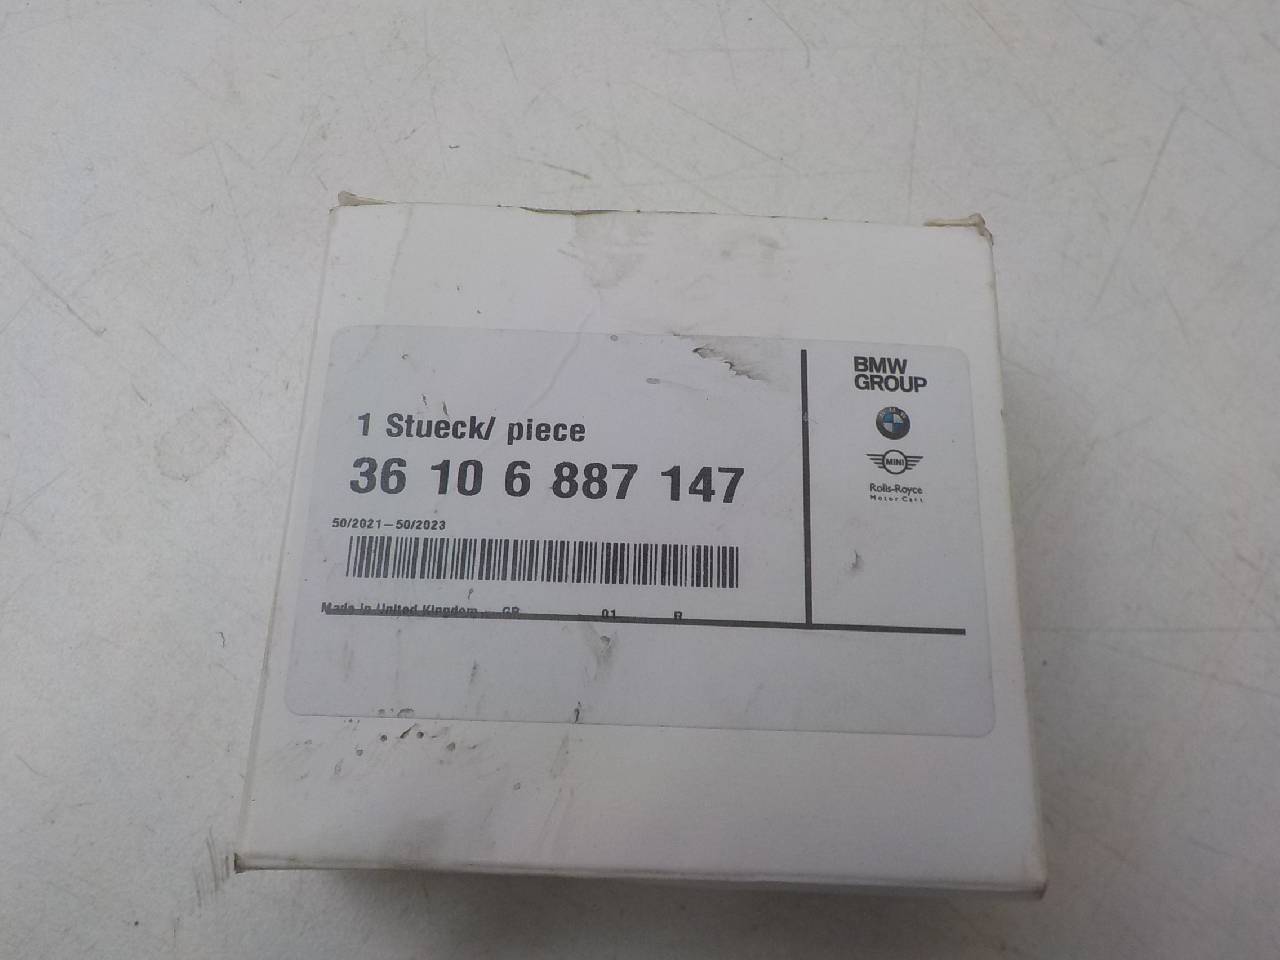 BMW
GROUP
MINI
Rolls-Royce
Motor Cars
1 Stueck/ piece
36 10 6 887 147
50/2021-50/2023
Made in United Kingdom GB 01 R